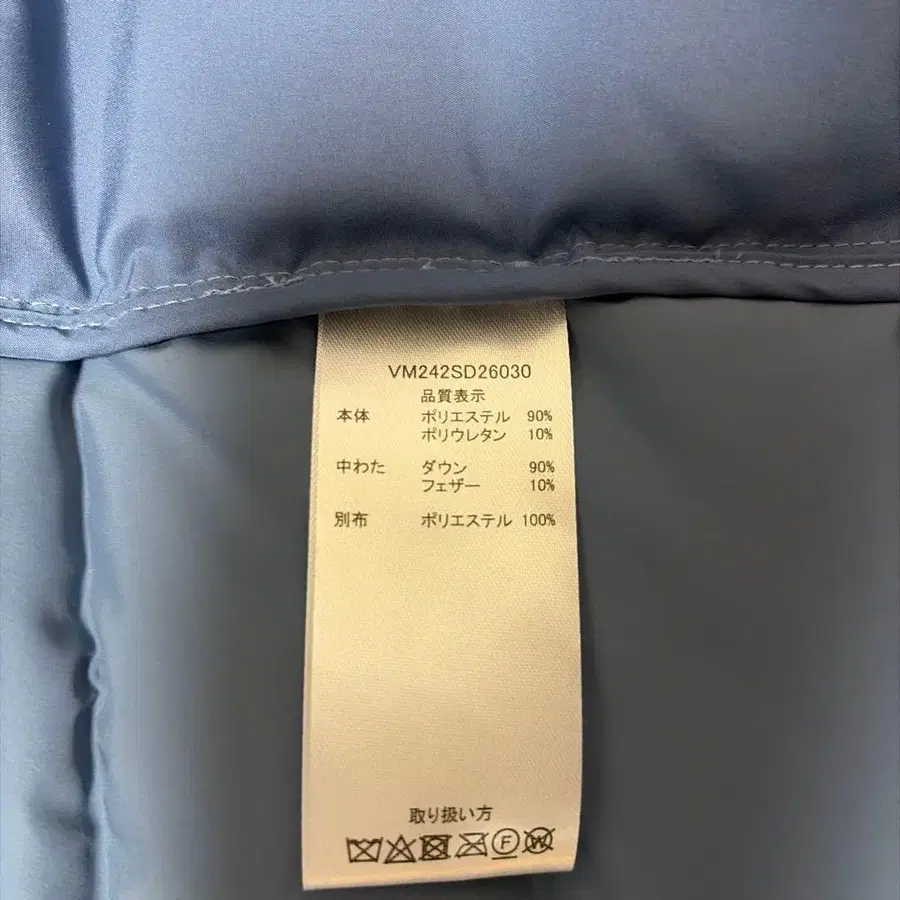 VM242SD26030
品質表示
本体 ポリエステル 90%
ポリウレタン 10%
中わた ダウン 90%
フェザー 10%
別布 ポリエステル 100%
取り扱い方
F W